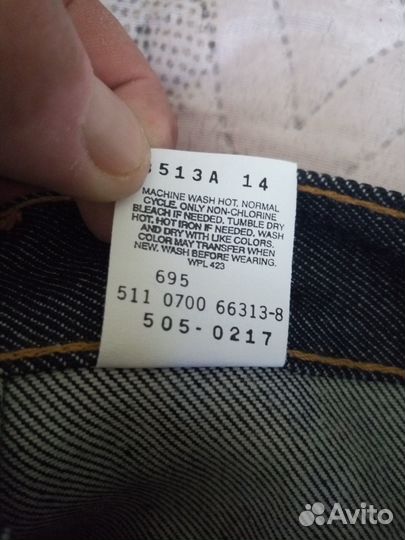 513A 14
MACHINE WASH HOT. NORMAL
CYCLE. ONLY NON-CHLORINE
BLEACH IF NEEDED, TUMBLE DRY
HOT. HOT IRON IF NEEDED, WASH
AND DRY WITH LIKE COLORS.
COLOR MAY TRANSFER WHEN
NEW. WASH BEFORE WEARING.
WPL 423
695
511 0700 66313-8
505-0217
Avito